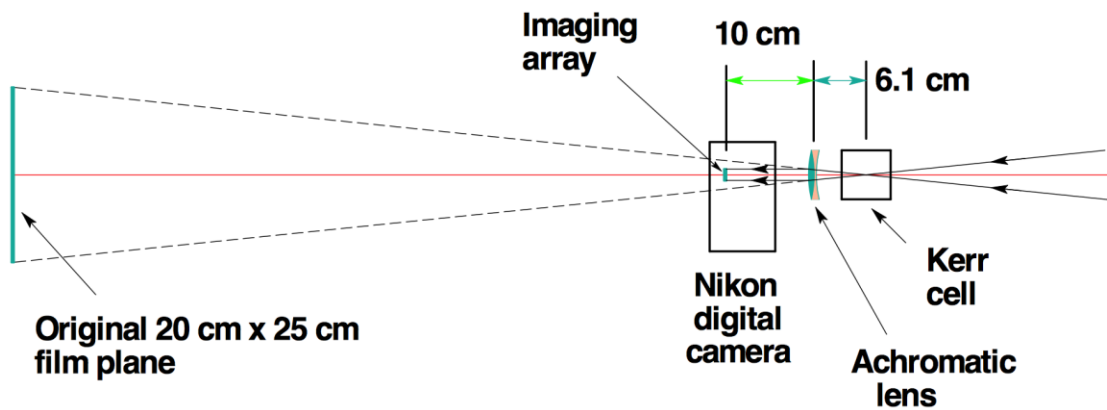 Imaging
array
10 cm
6.1 cm
Original 20 cm x 25 cm
film plane
Nikon
digital
camera
Kerr
cell
Achromatic
lens